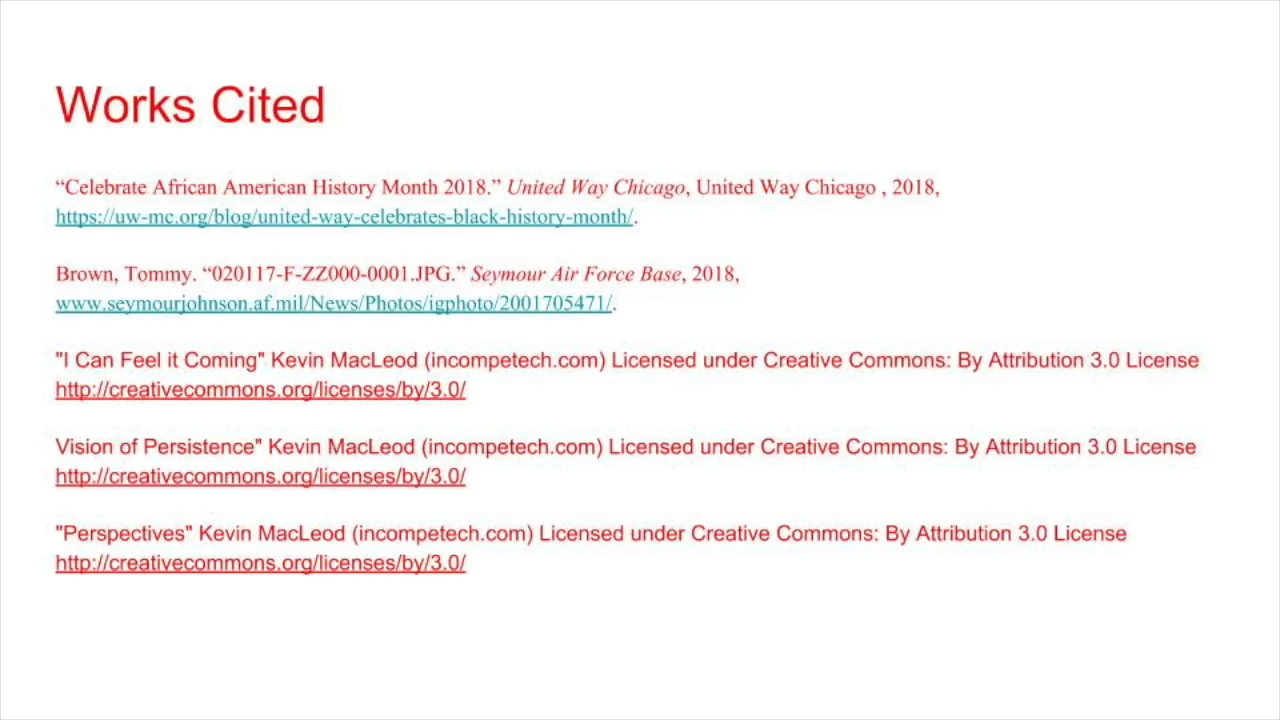 Works Cited
“Celebrate African American History Month 2018.” United Way Chicago, United Way Chicago , 2018,
https://uw-mc.org/blog/united-way-celebrates-black-history-month/.
Brown, Tommy. “020117-F-ZZ000-0001.JPG.” Seymour Air Force Base, 2018,
www.seymourjohnson.af.mil/News/Photos/igphoto/2001705471/.
"I Can Feel it Coming" Kevin MacLeod (incompetech.com) Licensed under Creative Commons: By Attribution 3.0 License
http://creativecommons.org/licenses/by/3.0/
Vision of Persistence" Kevin MacLeod (incompetech.com) Licensed under Creative Commons: By Attribution 3.0 License
http://creativecommons.org/licenses/by/3.0/
"Perspectives" Kevin MacLeod (incompetech.com) Licensed under Creative Commons: By Attribution 3.0 License
http://creativecommons.org/licenses/by/3.0/